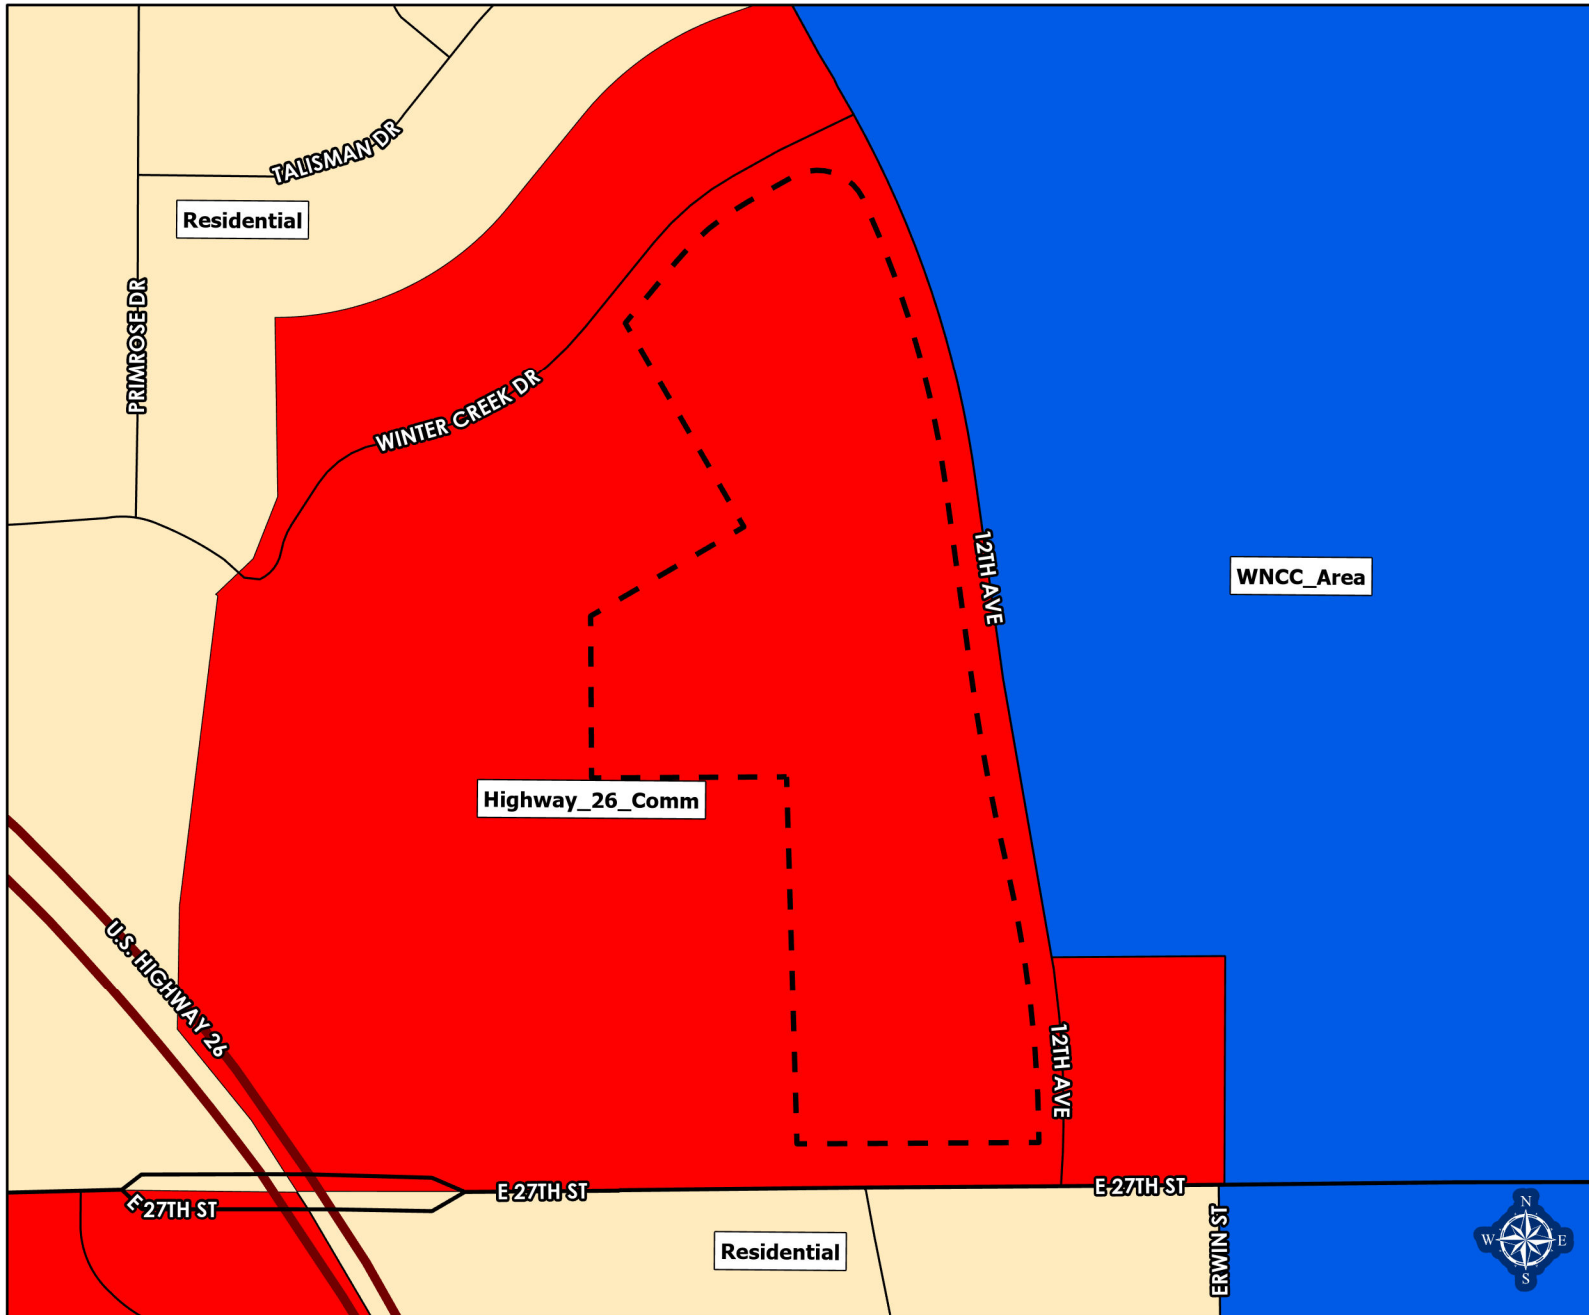 TALISMAN DR
Residential
PRIMROSE DR
WINTER CREEK DR
12TH AVE
WNCC_Area
Highway_26_Comm
U.S. HIGHWAY 26
12TH AVE
E 27TH ST
E 27TH ST
E 27TH ST
Residential
ERWIN ST
N
W E
S